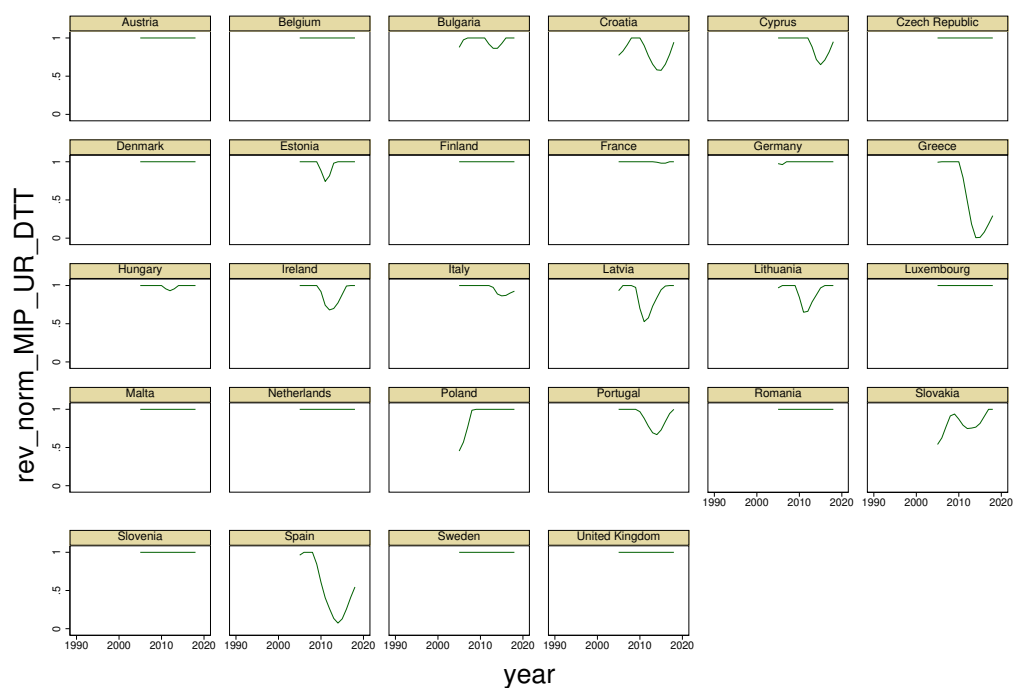 Austria Belgium Bulgaria Croatia Cyprus Czech Republic
0 .5 1
Denmark Estonia Finland France Germany Greece
0 .5 1
Hungary Ireland Italy Latvia Lithuania Luxembourg
0 .5 1
Malta Netherlands Poland Portugal Romania Slovakia
0 .5 1
1990 2000 2010 2020 1990 2000 2010 2020
Slovenia Spain Sweden United Kingdom
0 .5 1
1990 2000 2010 2020 1990 2000 2010 2020 1990 2000 2010 2020 1990 2000 2010 2020
rev_norm_MIP_UR_DTT
year